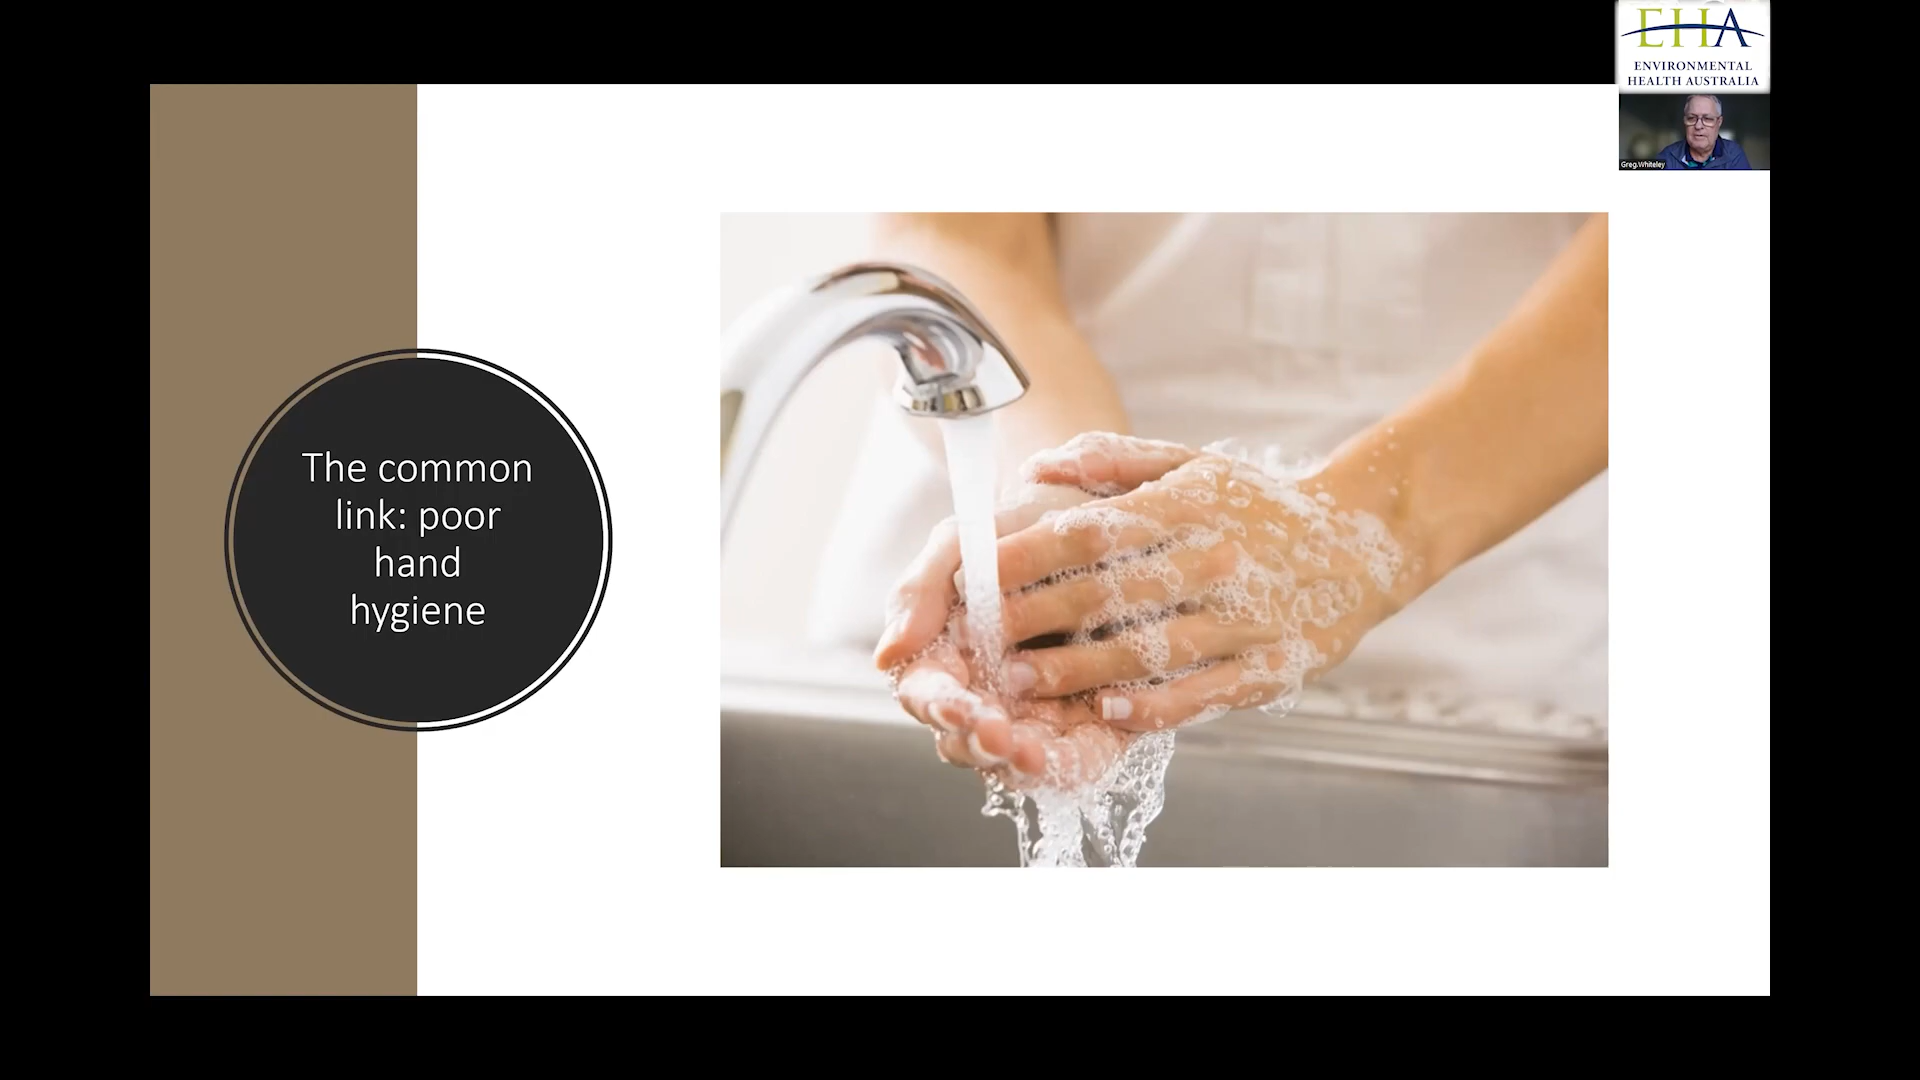 EHA
ENVIRONMENTAL
HEALTH AUSTRALIA
Greg.Whiteley
The common
link: poor
hand
hygiene